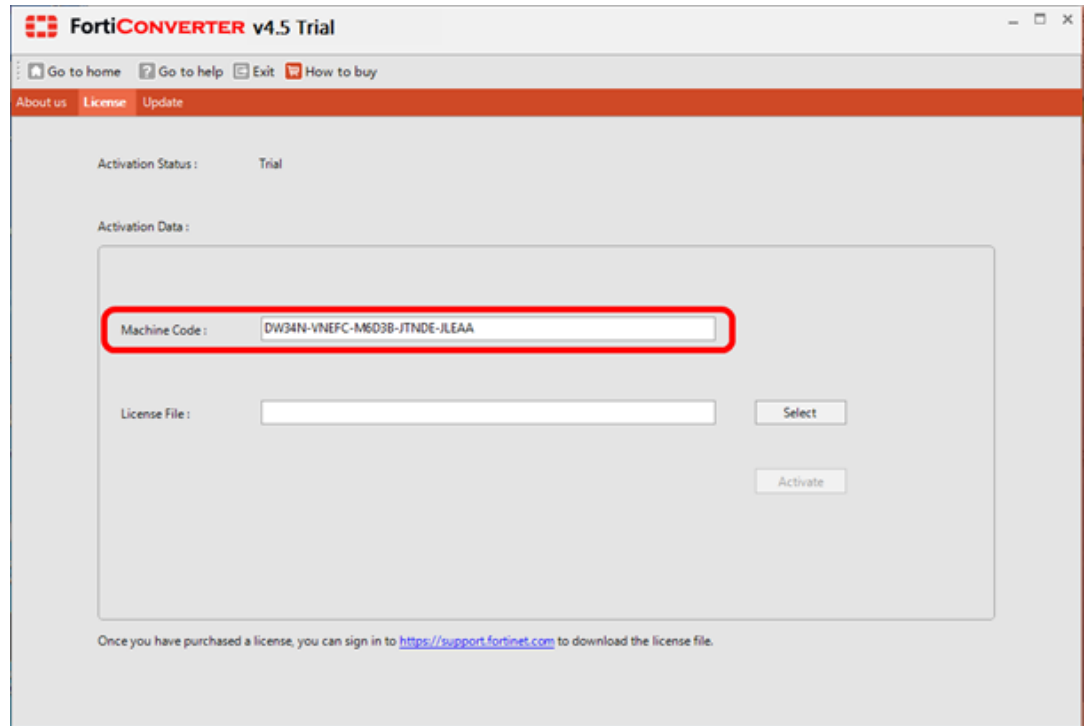 FortiCONVERTER v4.5 Trial
Go to home Go to help Exit How to buy
About us License Update
Activation Status : Trial
Activation Data :
Machine Code : DW34N-VNEFC-M6D3B-JTNDE-JLEAA
License File : Select
Activate
Once you have purchased a license, you can sign in to https://support.fortinet.com to download the license file.